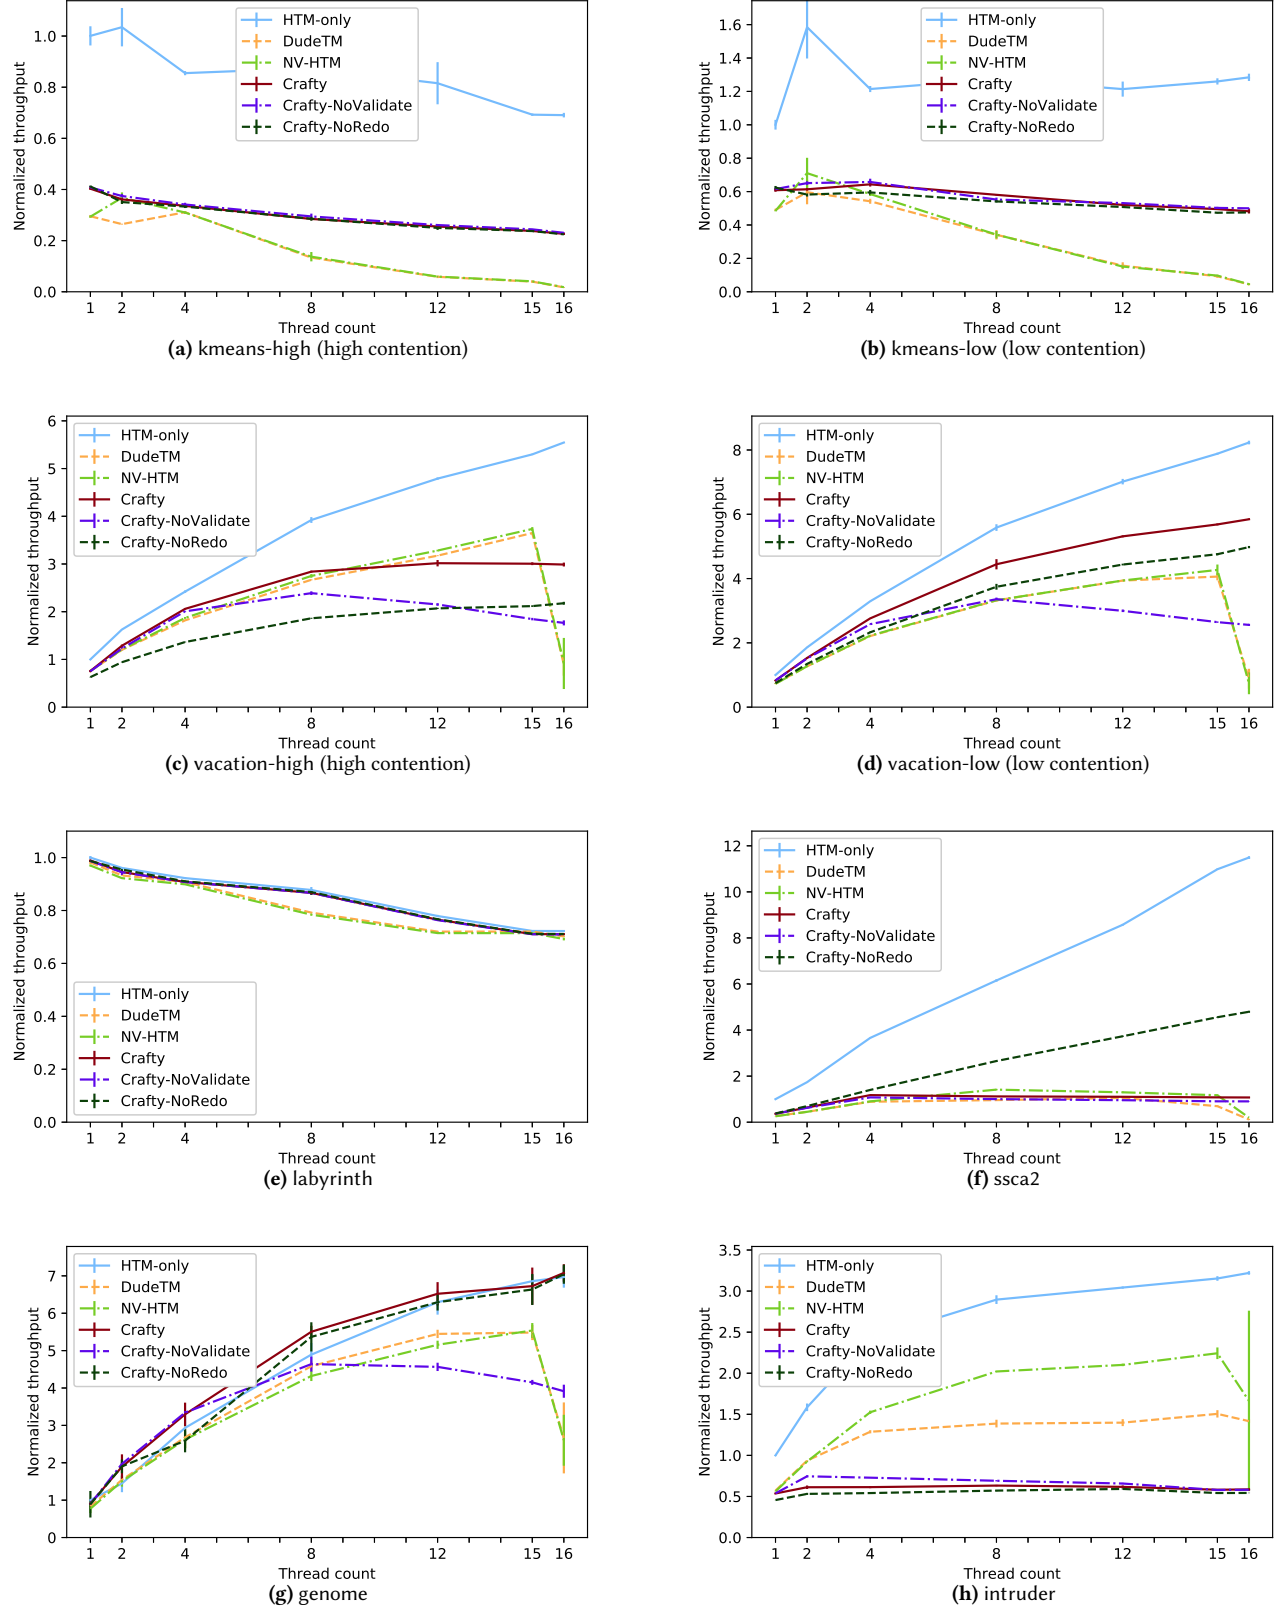 Normalized throughput
1.0
0.8
0.6
0.4
0.2
0.0
HTM-only
DudeTM
NV-HTM
Crafty
Crafty-NoValidate
Crafty-NoRedo
1 2 4 8 12 15 16
Thread count
(a) kmeans-high (high contention)
Normalized throughput
1.6
1.4
1.2
1.0
0.8
0.6
0.4
0.2
0.0
HTM-only
DudeTM
NV-HTM
Crafty
Crafty-NoValidate
Crafty-NoRedo
1 2 4 8 12 15 16
Thread count
(b) kmeans-low (low contention)
Normalized throughput
6
5
4
3
2
1
0
HTM-only
DudeTM
NV-HTM
Crafty
Crafty-NoValidate
Crafty-NoRedo
1 2 4 8 12 15 16
Thread count
(c) vacation-high (high contention)
Normalized throughput
8
6
4
2
0
HTM-only
DudeTM
NV-HTM
Crafty
Crafty-NoValidate
Crafty-NoRedo
1 2 4 8 12 15 16
Thread count
(d) vacation-low (low contention)
Normalized throughput
1.0
0.8
0.6
0.4
0.2
0.0
HTM-only
DudeTM
NV-HTM
Crafty
Crafty-NoValidate
Crafty-NoRedo
1 2 4 8 12 15 16
Thread count
(e) labyrinth
Normalized throughput
12
10
8
6
4
2
0
HTM-only
DudeTM
NV-HTM
Crafty
Crafty-NoValidate
Crafty-NoRedo
1 2 4 8 12 15 16
Thread count
(f) ssca2
Normalized throughput
7
6
5
4
3
2
1
0
HTM-only
DudeTM
NV-HTM
Crafty
Crafty-NoValidate
Crafty-NoRedo
1 2 4 8 12 15 16
Thread count
(g) genome
Normalized throughput
3.5
3.0
2.5
2.0
1.5
1.0
0.5
0.0
HTM-only
DudeTM
NV-HTM
Crafty
Crafty-NoValidate
Crafty-NoRedo
1 2 4 8 12 15 16
Thread count
(h) intruder